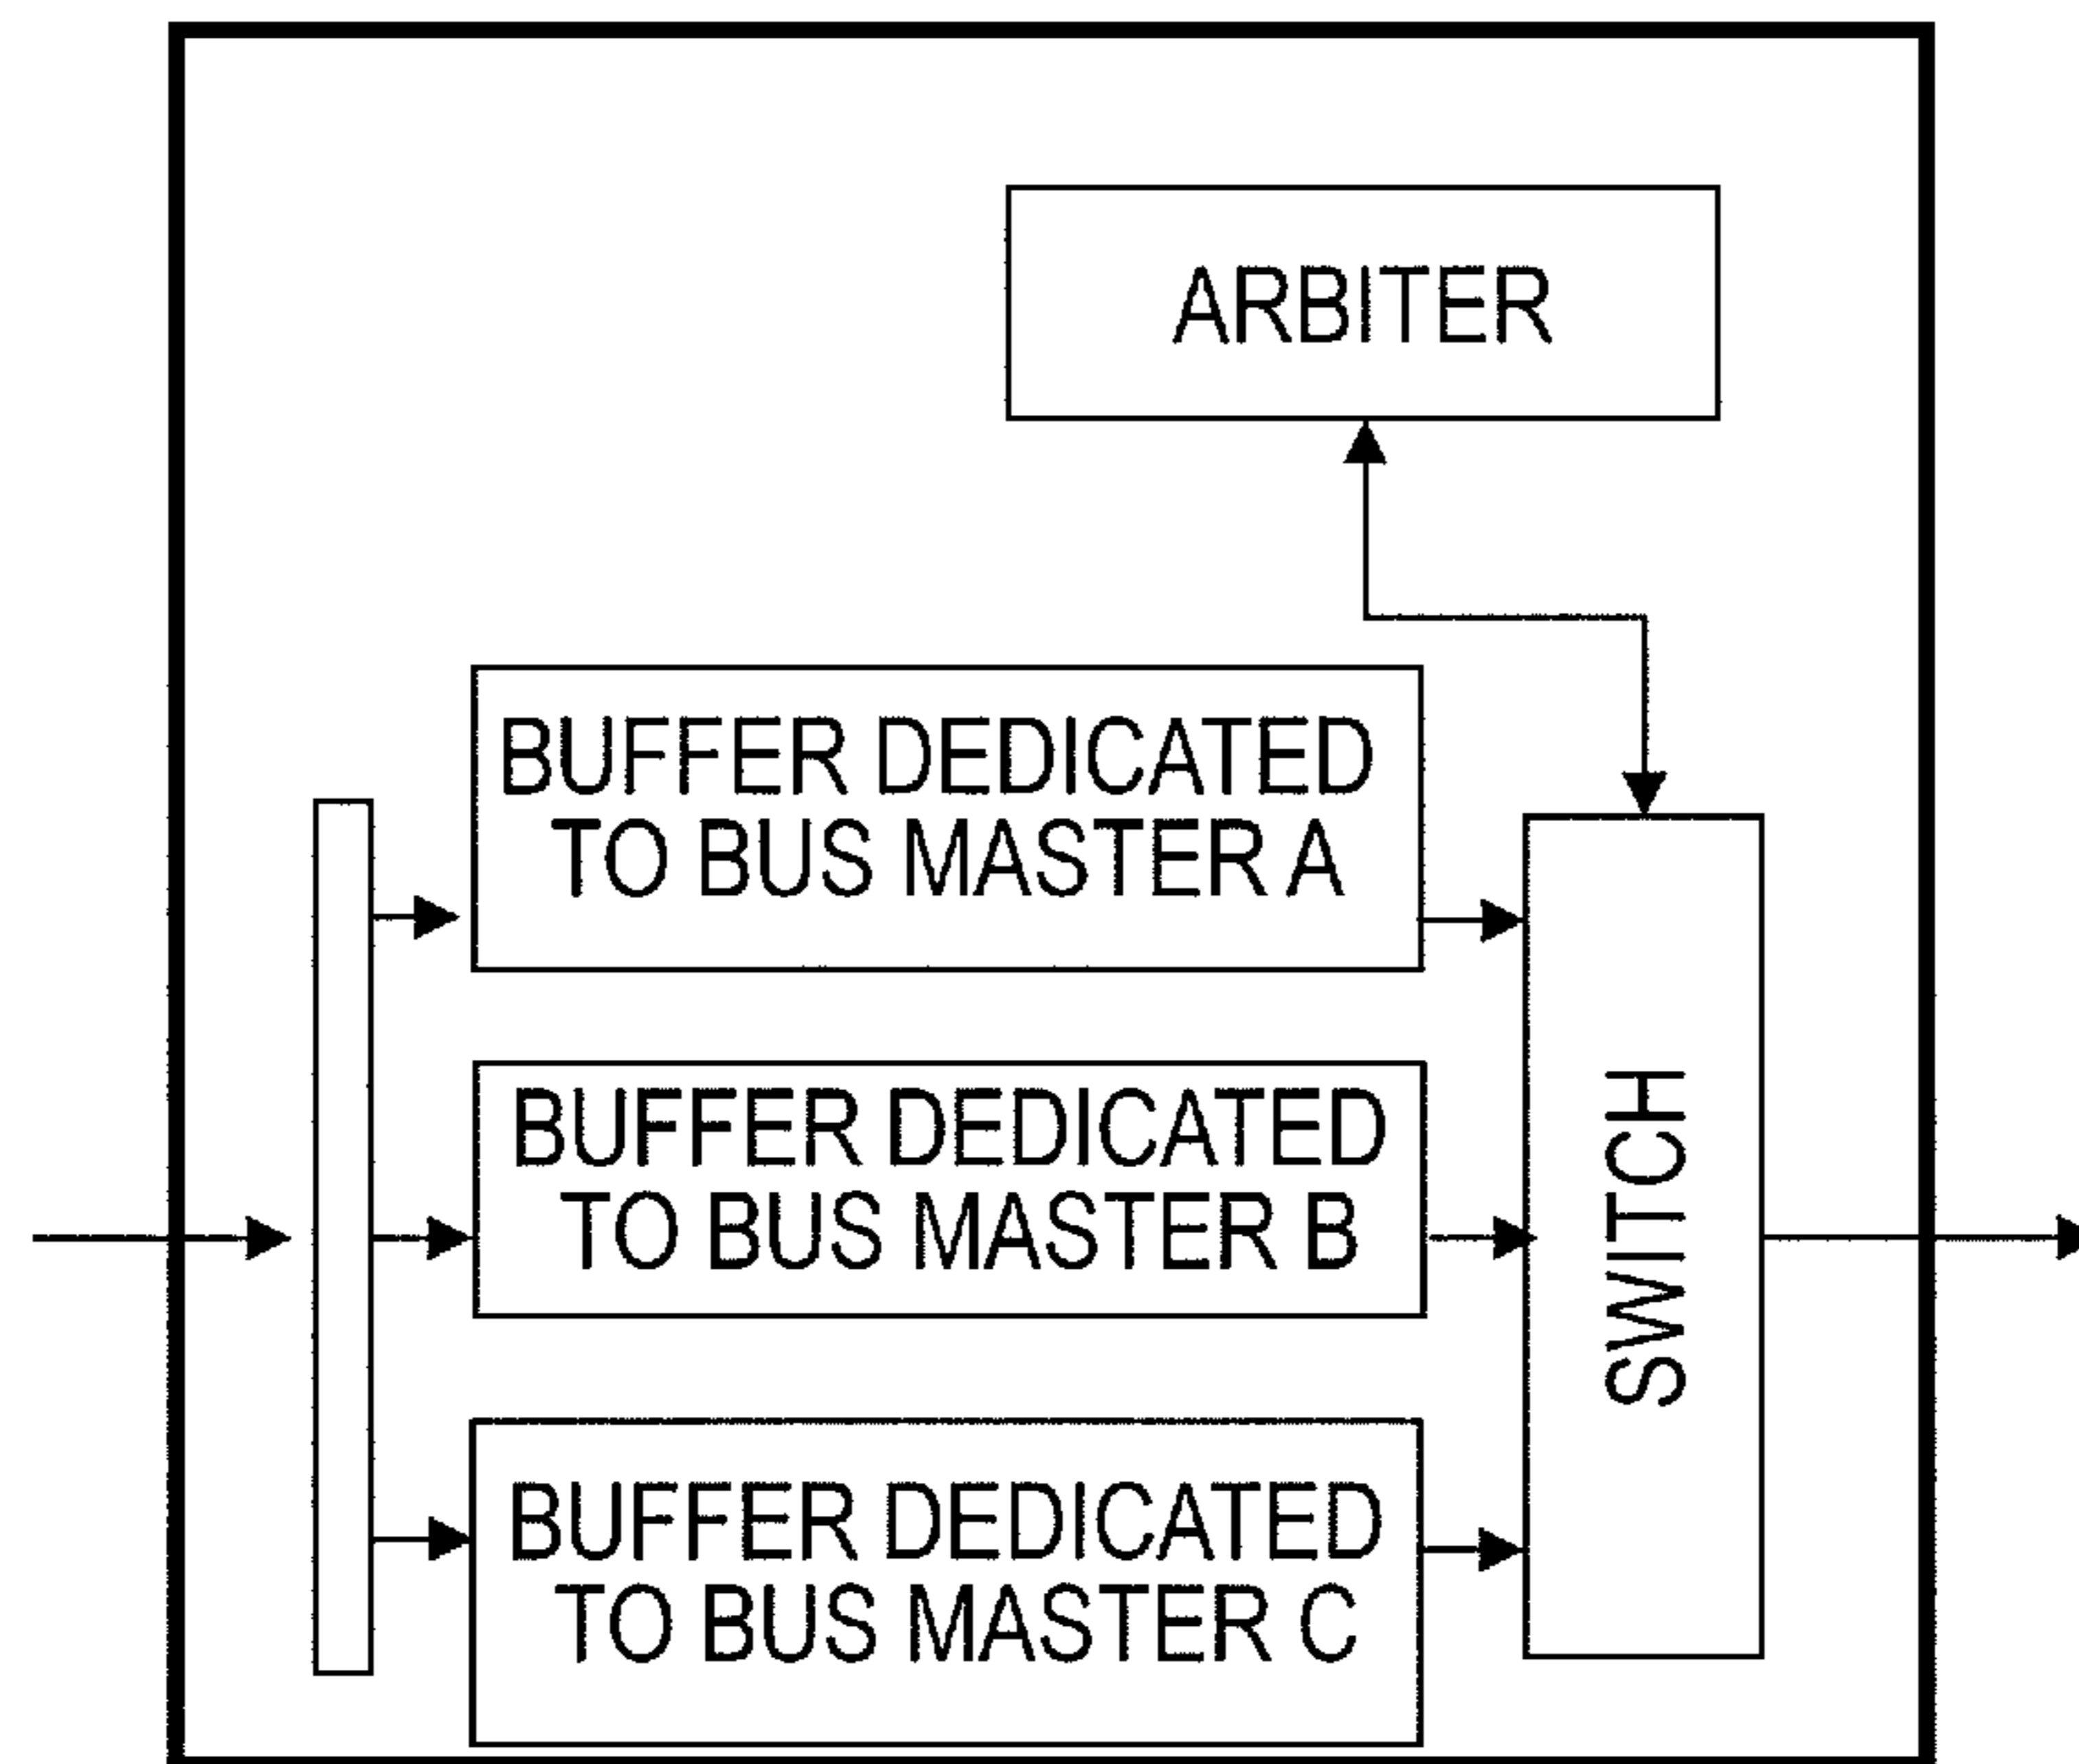 ARBITER
BUFFER DEDICATED
TO BUS MASTER A
BUFFER DEDICATED
TO BUS MASTER B
BUFFER DEDICATED
TO BUS MASTER C
SWITCH